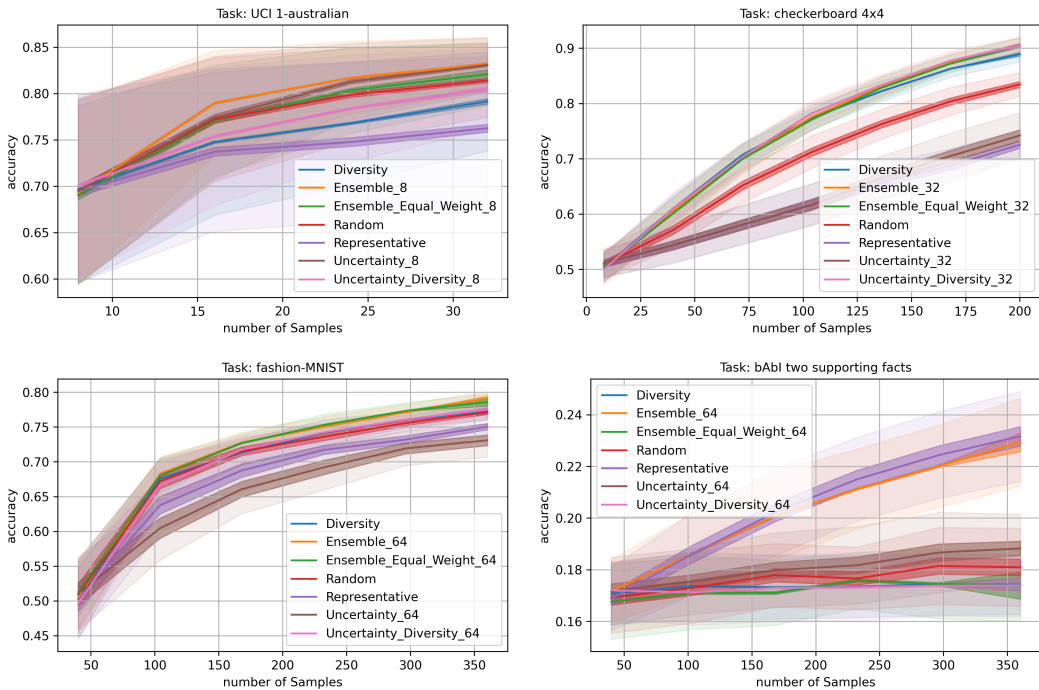 Task: UCI 1-australian
accuracy
0.85
0.80
0.75
0.70
0.65
0.60
Diversity
Ensemble_8
Ensemble_Equal_Weight_8
Random
Representative
Uncertainty_8
Uncertainty_Diversity_8
10 15 20 25 30
number of Samples
Task: checkerboard 4x4
accuracy
0.9
0.8
0.7
0.6
0.5
Diversity
Ensemble_32
Ensemble_Equal_Weight_32
Random
Representative
Uncertainty_32
Uncertainty_Diversity_32
0 25 50 75 100 125 150 175 200
number of Samples
Task: fashion-MNIST
accuracy
0.80
0.75
0.70
0.65
0.60
0.55
0.50
0.45
Diversity
Ensemble_64
Ensemble_Equal_Weight_64
Random
Representative
Uncertainty_64
Uncertainty_Diversity_64
50 100 150 200 250 300 350
number of Samples
Task: bAbI two supporting facts
accuracy
0.24
0.22
0.20
0.18
0.16
Diversity
Ensemble_64
Ensemble_Equal_Weight_64
Random
Representative
Uncertainty_64
Uncertainty_Diversity_64
50 100 150 200 250 300 350
number of Samples